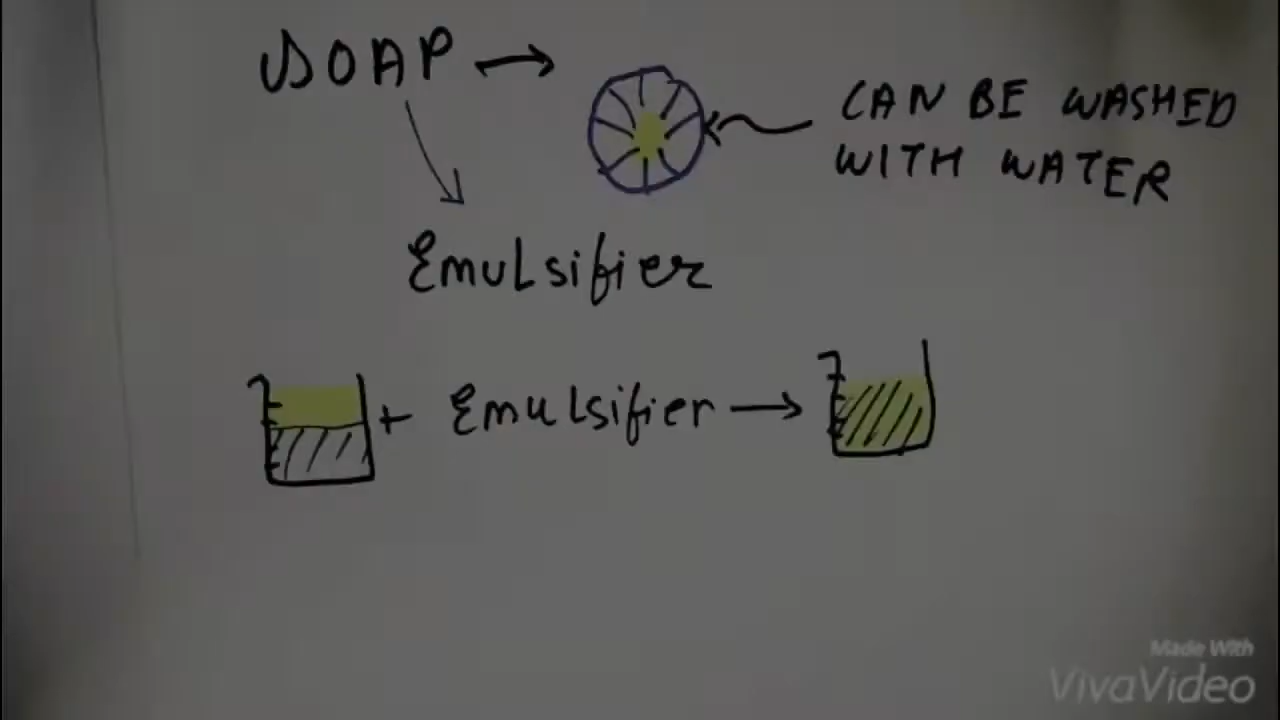 SOAP →
CAN BE WASHED
WITH WATER
Emulsifier
+ Emulsifier →
Made With
VivaVideo